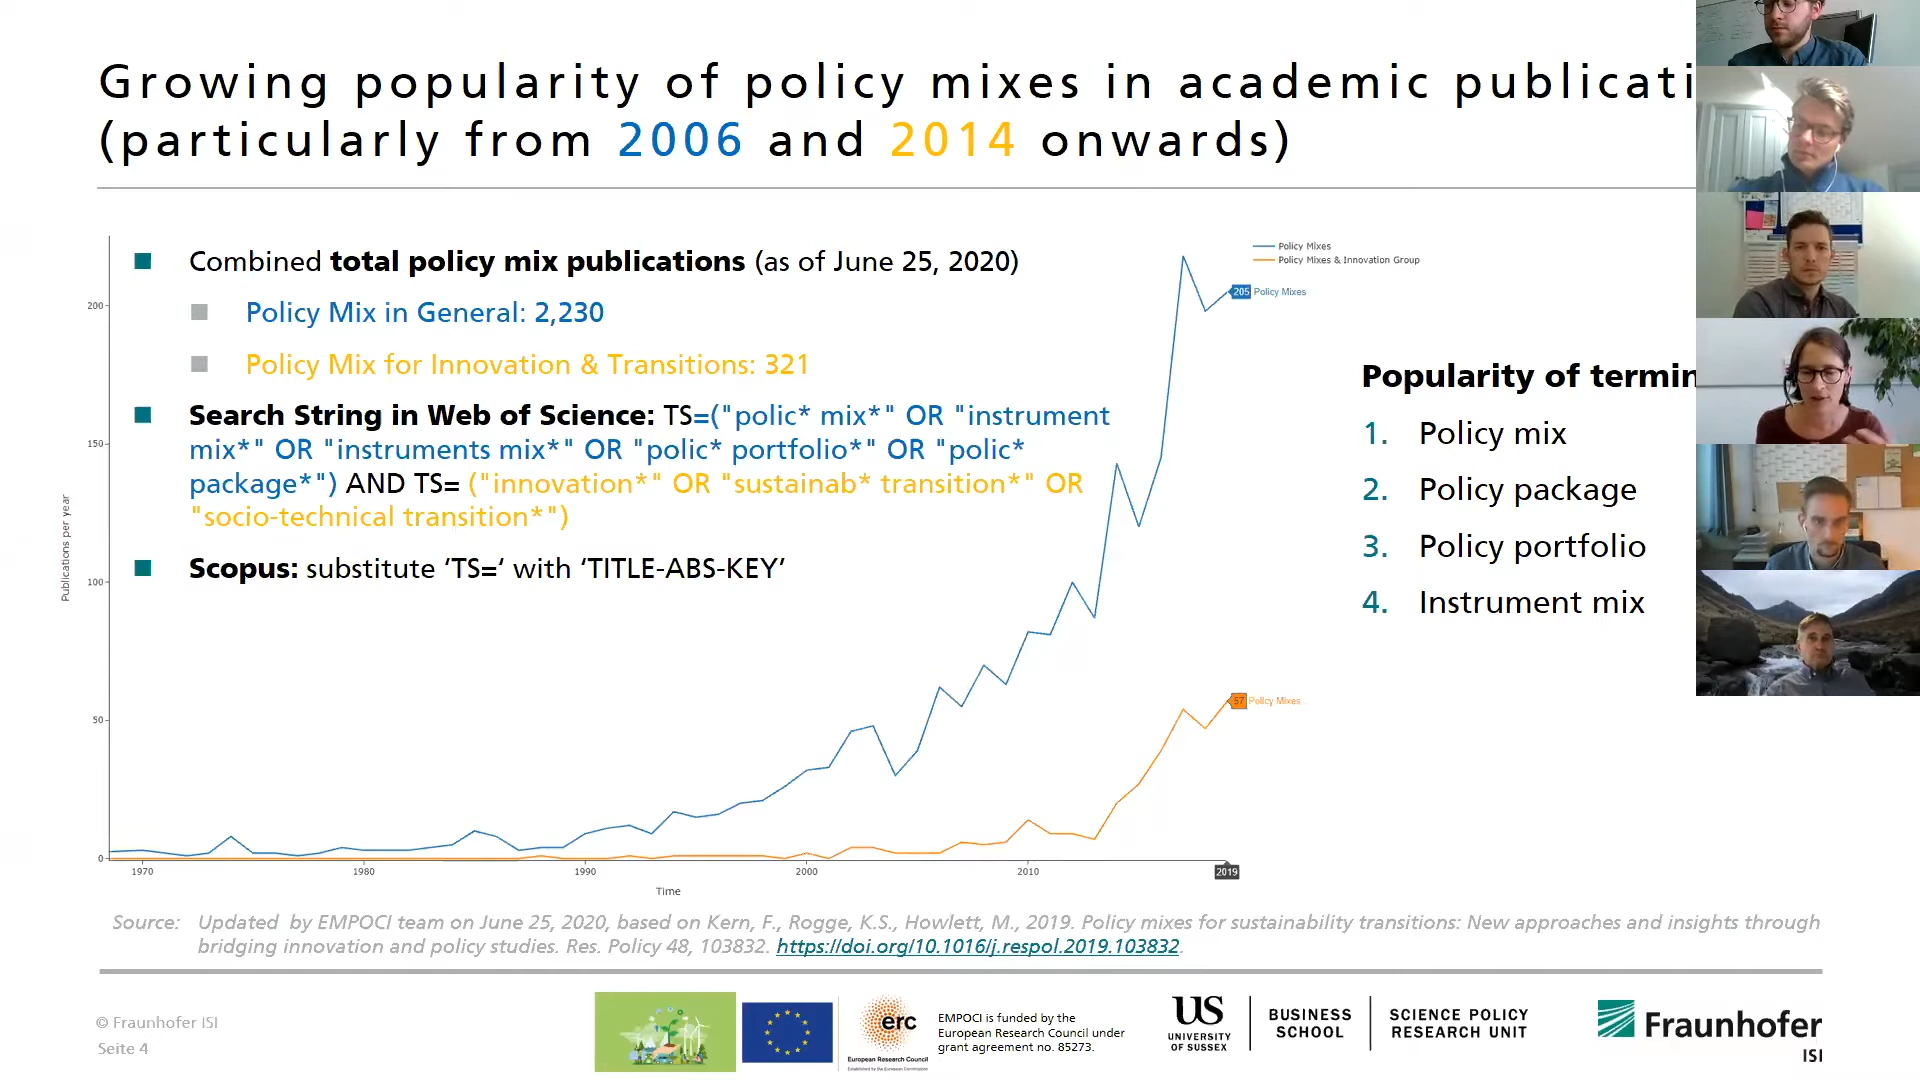 Growing popularity of policy mixes in academic publicati
(particularly from 2006 and 2014 onwards)
Combined total policy mix publications (as of June 25, 2020)
Policy Mix in General: 2,230
Policy Mix for Innovation & Transitions: 321
Search String in Web of Science: TS=("polic* mix*" OR "instrument
mix*" OR "instruments mix*" OR "polic* portfolio*" OR "polic*
package*") AND TS= ("innovation*" OR "sustainab* transition*" OR
"socio-technical transition*")
Scopus: substitute ‘TS=‘ with ‘TITLE-ABS-KEY’
Policy Mixes
Policy Mixes & Innovation Group
205 Policy Mixes
57 Policy Mixes...
Publications per year
200
150
100
50
0
1970
1980
1990
2000
2010
2019
Time
Popularity of termin
1. Policy mix
2. Policy package
3. Policy portfolio
4. Instrument mix
Source: Updated by EMPOCI team on June 25, 2020, based on Kern, F., Rogge, K.S., Howlett, M., 2019. Policy mixes for sustainability transitions: New approaches and insights through
bridging innovation and policy studies. Res. Policy 48, 103832. https://doi.org/10.1016/j.respol.2019.103832.
© Fraunhofer ISI
Seite 4
erc
European Research Council
Established by the European Commission
EMPOCI is funded by the
European Research Council under
grant agreement no. 85273.
US
UNIVERSITY
OF SUSSEX
BUSINESS
SCHOOL
SCIENCE POLICY
RESEARCH UNIT
Fraunhofer
ISI